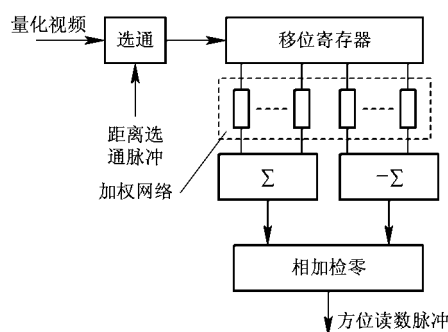 量化视频
选通
移位寄存器
距离选
通脉冲
加权网络
Σ
-Σ
相加检零
方位读数脉冲